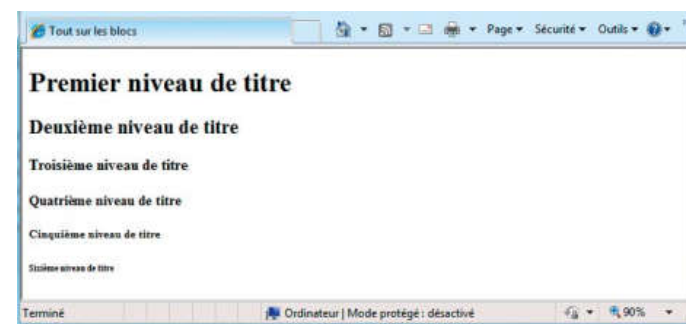 Tout sur les blocs Page Sécurité Outils
Premier niveau de titre
Deuxième niveau de titre
Troisième niveau de titre
Quatrième niveau de titre
Cinquième niveau de titre
Sixième niveau de titre
Terminé Ordinateur | Mode protégé : désactivé 90%